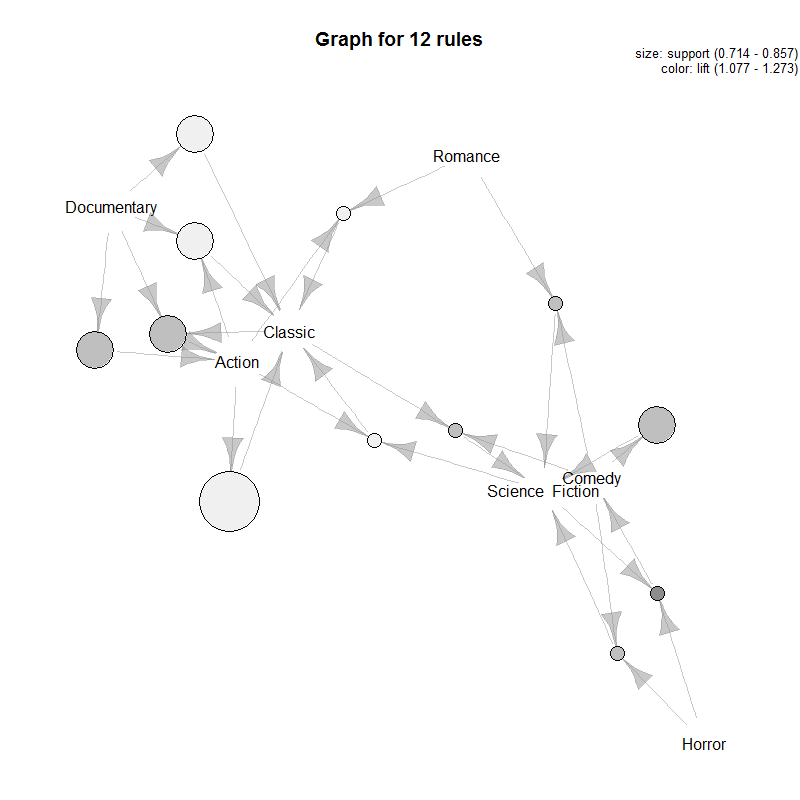 Graph for 12 rules
size: support (0.714 - 0.857)
color: lift (1.077 - 1.273)
Romance
Documentary
Classic
Action
Comedy
Science Fiction
Horror